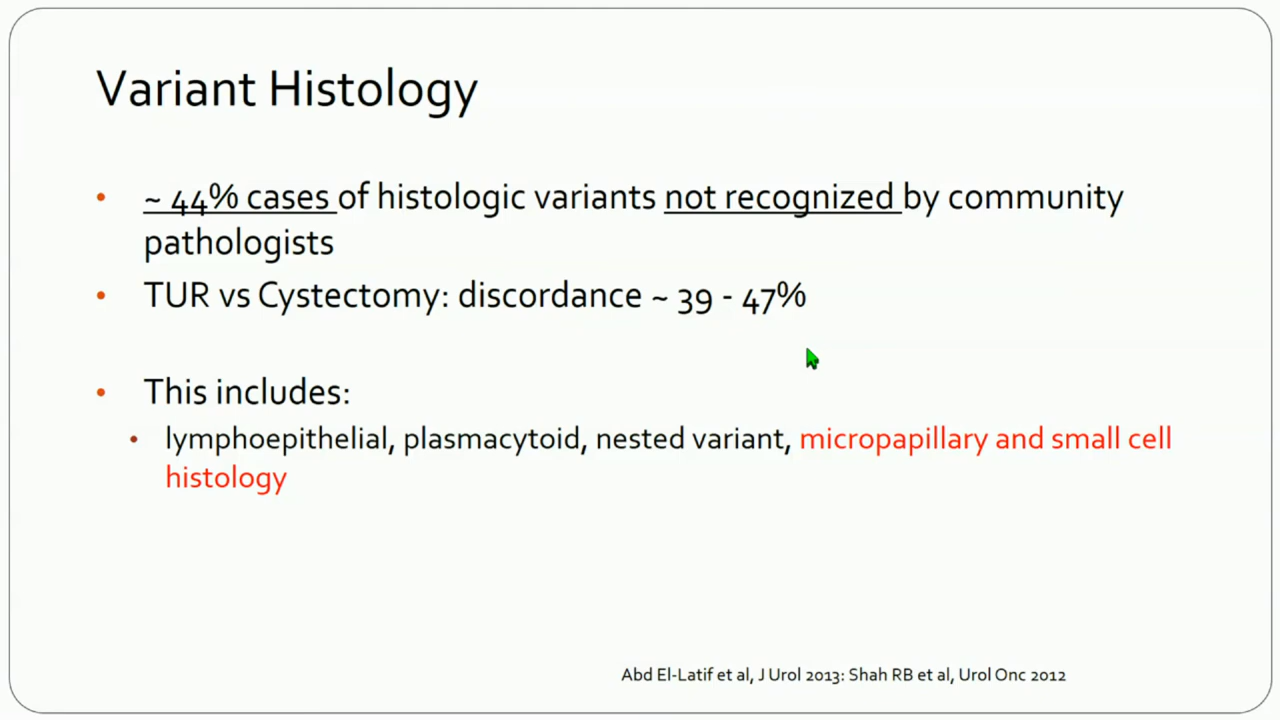 Variant Histology
• ~ 44% cases of histologic variants not recognized by community
pathologists
• TUR vs Cystectomy: discordance ~ 39 - 47%
• This includes:
• lymphoepithelial, plasmacytoid, nested variant, micropapillary and small cell
histology
Abd El-Latif et al, J Urol 2013: Shah RB et al, Urol Onc 2012